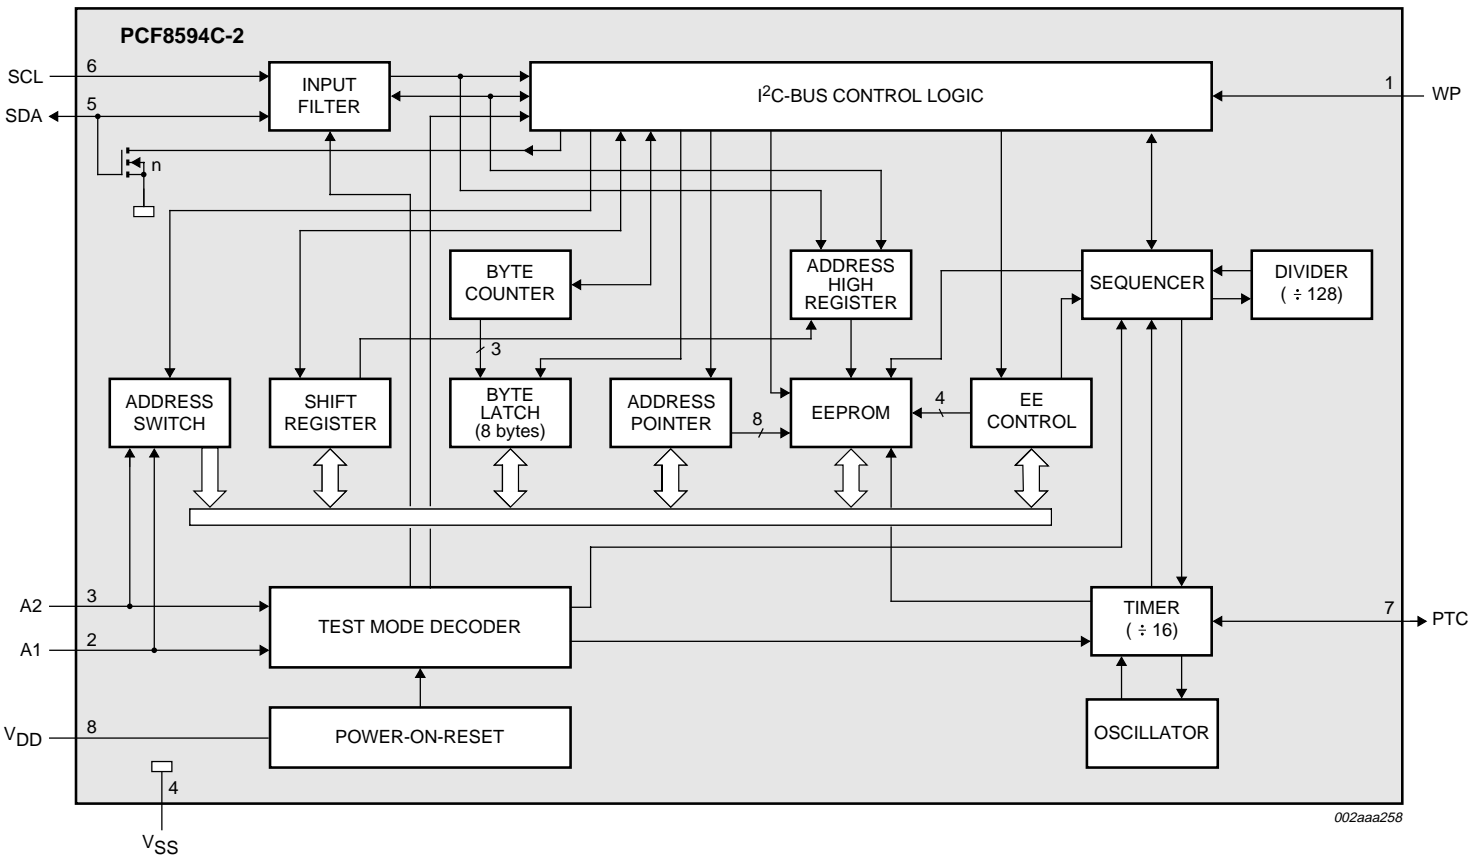 PCF8594C-2
SCL
6
SDA
5
INPUT
FILTER
I2C-BUS CONTROL LOGIC
1
WP
n
BYTE
COUNTER
ADDRESS
HIGH
REGISTER
SEQUENCER
DIVIDER
( ÷ 128)
3
ADDRESS
SWITCH
SHIFT
REGISTER
BYTE
LATCH
(8 bytes)
ADDRESS
POINTER
8
EEPROM
4
EE
CONTROL
A2
3
A1
2
TEST MODE DECODER
TIMER
( ÷ 16)
7
PTC
VDD
8
POWER-ON-RESET
OSCILLATOR
4
VSS
002aaa258